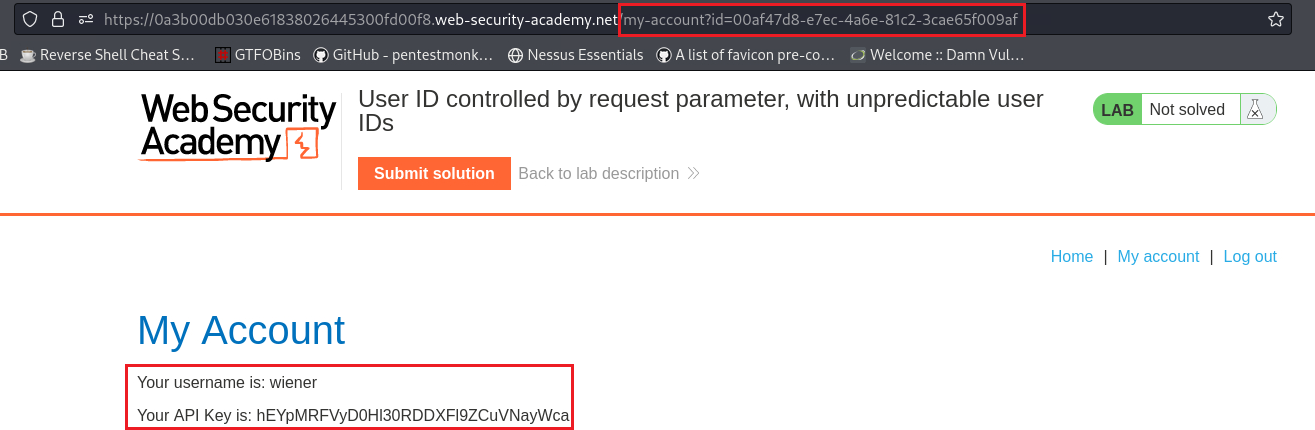 https://0a3b00db030e61838026445300fd00f8.web-security-academy.net/my-account?id=00af47d8-e7ec-4a6e-81c2-3cae65f009af
B Reverse Shell Cheat S… GTFOBins GitHub - pentestmonk… Nessus Essentials A list of favicon pre-co… Welcome :: Damn Vul…
WebSecurity
Academy
User ID controlled by request parameter, with unpredictable user
IDs
LAB Not solved
Submit solution Back to lab description
Home | My account | Log out
My Account
Your username is: wiener
Your API Key is: hEYpMRFVyD0Hl30RDDXFl9ZCuVNayWca